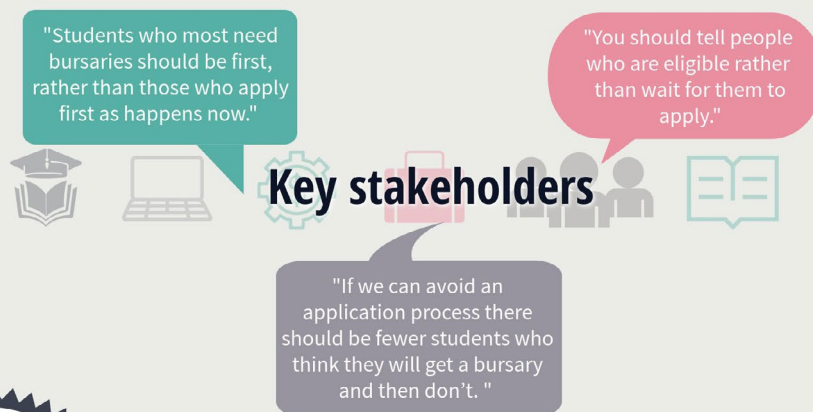 "Students who most need
bursaries should be first,
rather than those who apply
first as happens now."
"You should tell people
who are eligible rather
than wait for them to
apply."
Key stakeholders
"If we can avoid an
application process there
should be fewer students who
think they will get a bursary
and then don’t. "